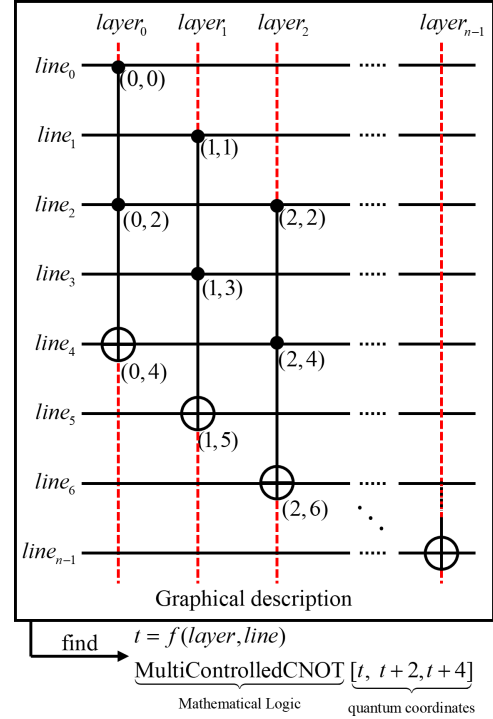 layer₀ layer₁ layer₂ layerₙ₋₁
line₀
(0,0)
line₁
(1,1)
line₂
(0,2) (2,2)
line₃
(1,3)
line₄
(0,4) (2,4)
line₅
(1,5)
line₆
(2,6)
lineₙ₋₁
Graphical description
find t = f(layer,line)
MultiControlledCNOT [t, t+2,t+4]
Mathematical Logic quantum coordinates